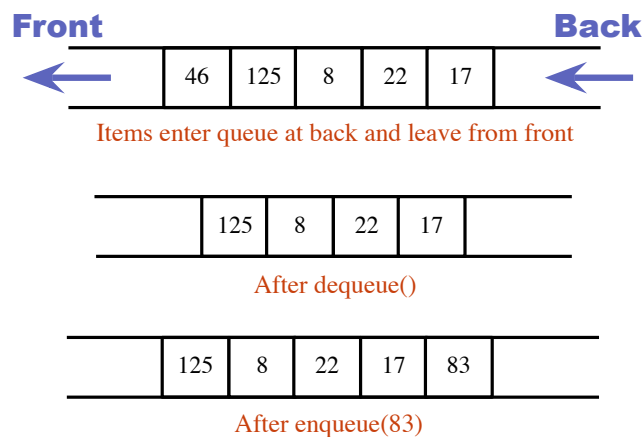 Front Back
46 125 8 22 17
Items enter queue at back and leave from front
125 8 22 17
After dequeue()
125 8 22 17 83
After enqueue(83)